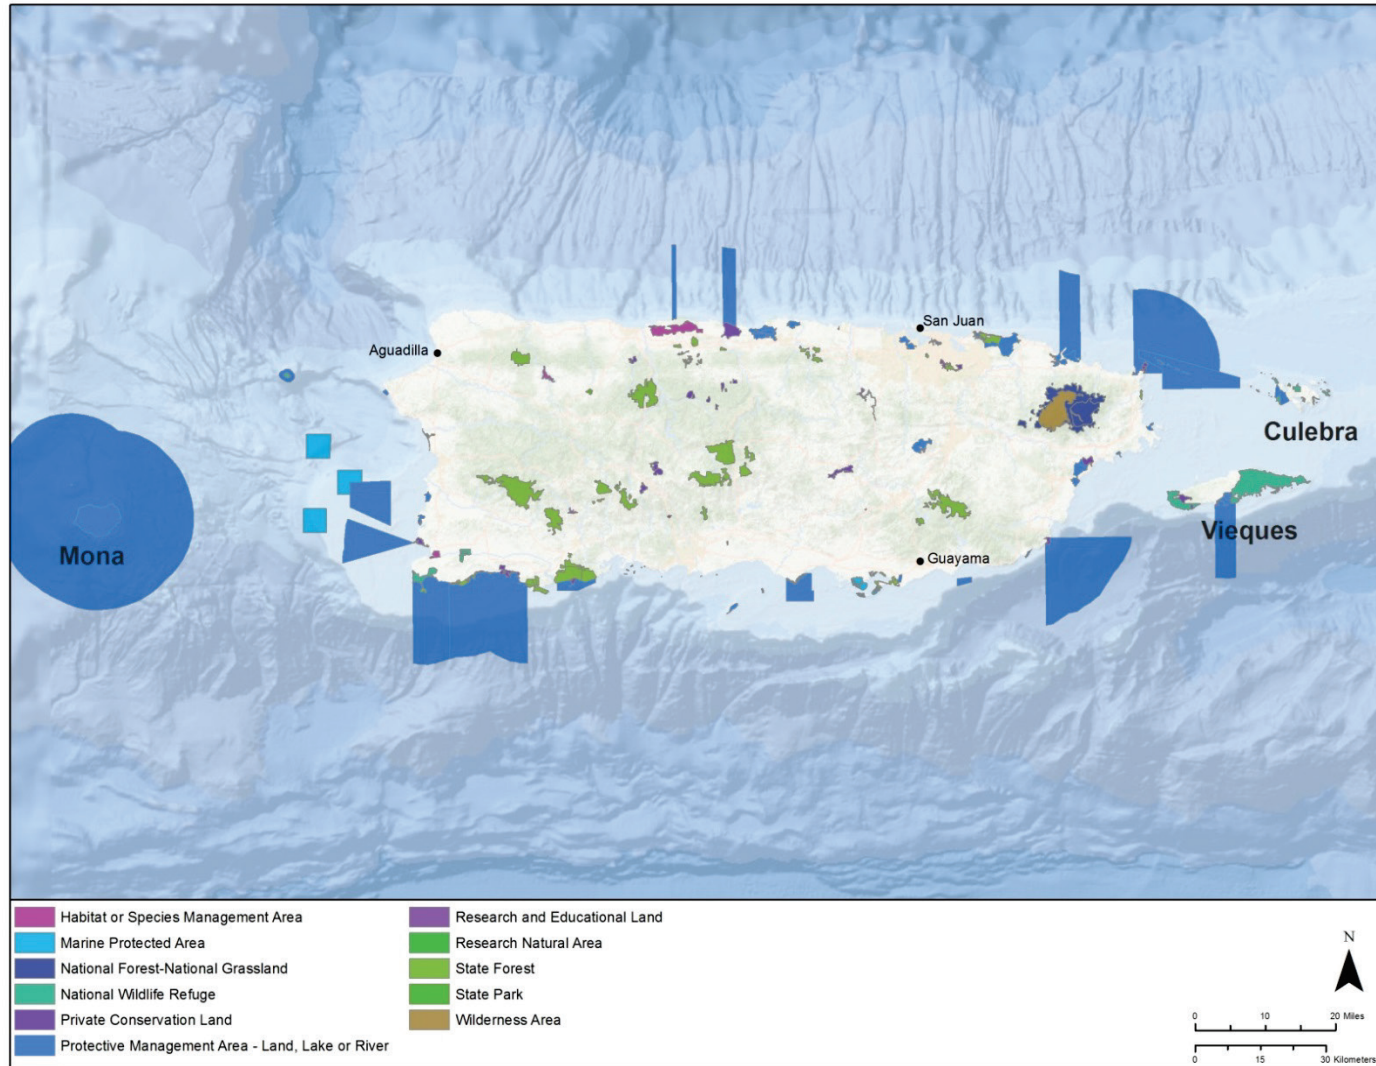 San Juan
Aguadilla
Culebra
Vieques
Mona
Guayama
Habitat or Species Management Area
Marine Protected Area
National Forest-National Grassland
National Wildlife Refuge
Private Conservation Land
Protective Management Area - Land, Lake or River
Research and Educational Land
Research Natural Area
State Forest
State Park
Wilderness Area
N
0 10 20 Miles
0 15 30 Kilometers